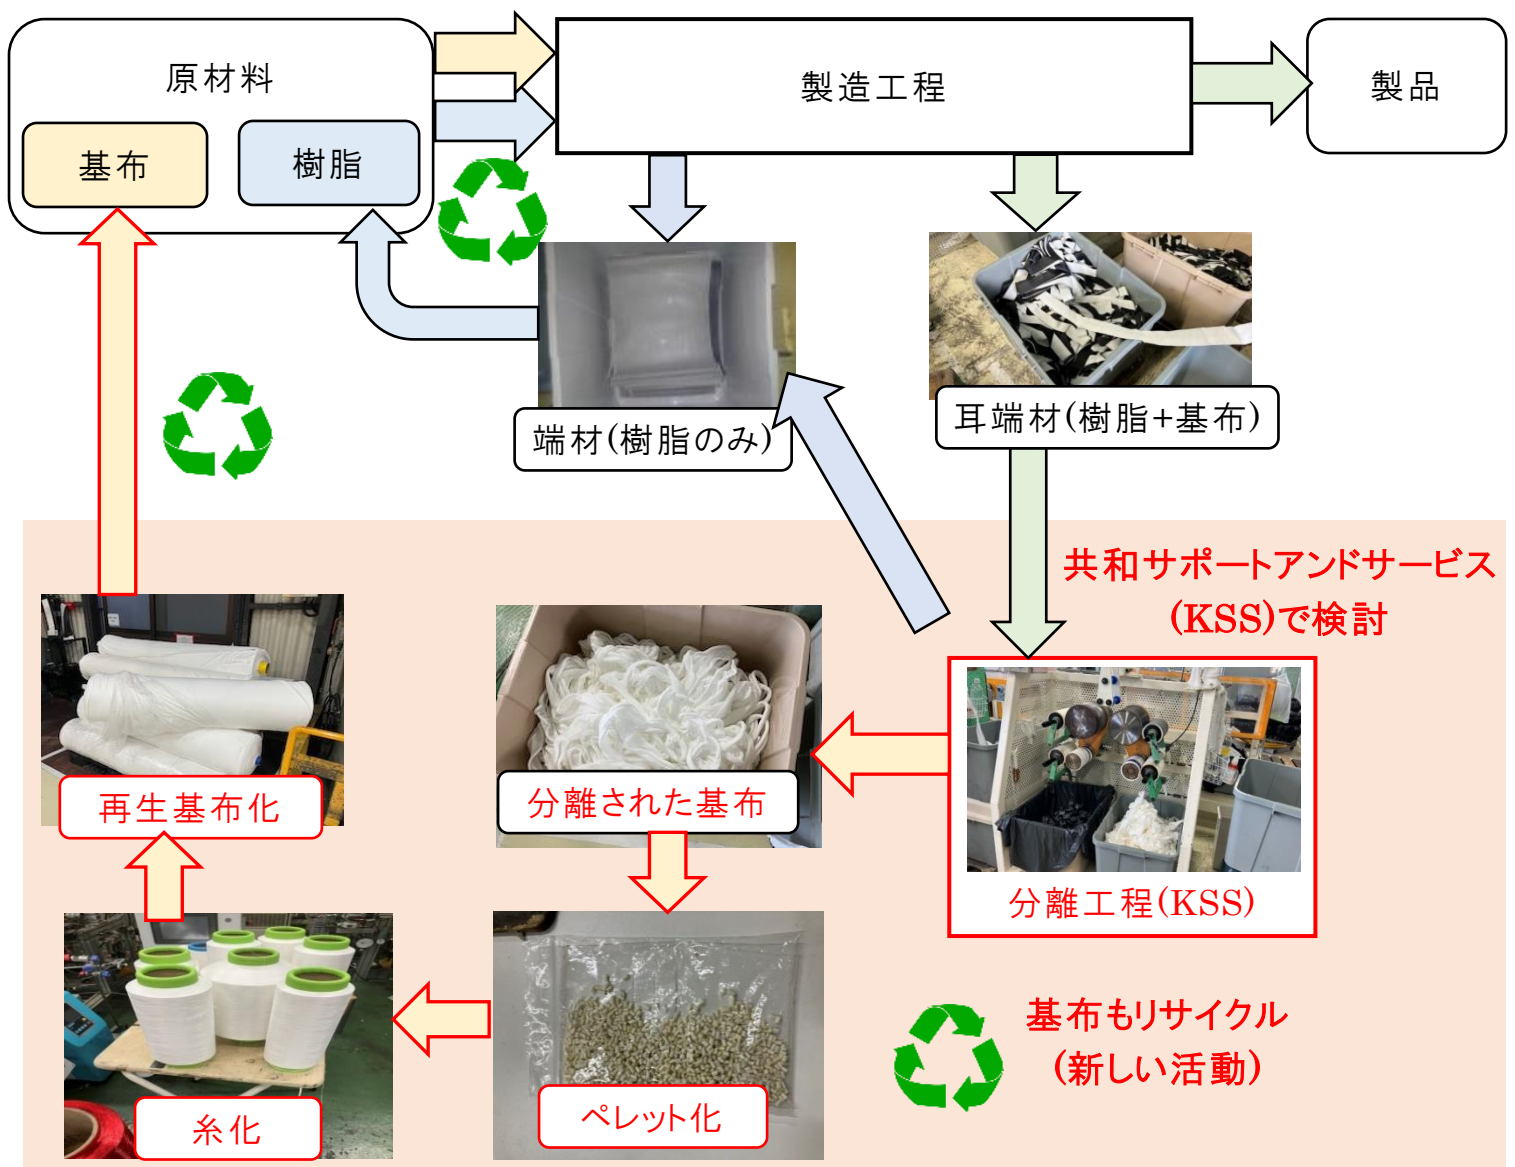 原材料
基布
樹脂
製造工程
製品
端材(樹脂のみ)
耳端材(樹脂+基布)
共和サポートアンドサービス
(KSS)で検討
再生基布化
分離された基布
分離工程(KSS)
糸化
ペレット化
基布もリサイクル
(新しい活動)